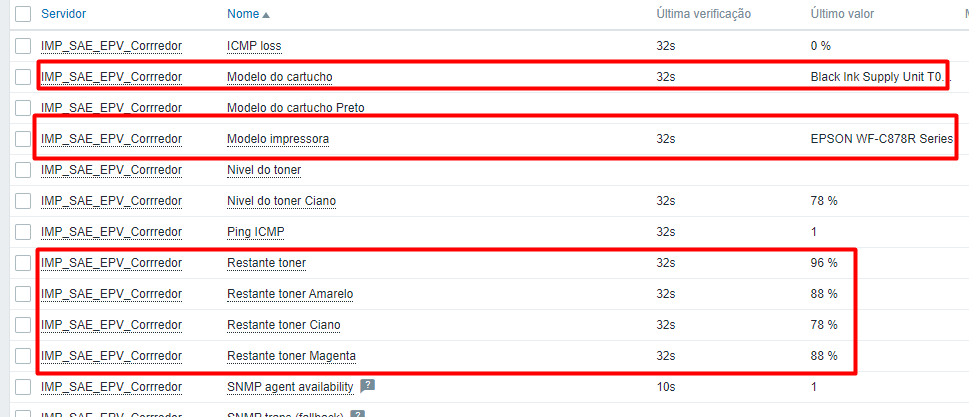 Servidor Nome Última verificação Último valor
IMP_SAE_EPV_Corrredor ICMP loss 32s 0 %
IMP_SAE_EPV_Corrredor Modelo do cartucho 32s Black Ink Supply Unit T0...
IMP_SAE_EPV_Corrredor Modelo do cartucho Preto
IMP_SAE_EPV_Corrredor Modelo impressora 32s EPSON WF-C878R Series
IMP_SAE_EPV_Corrredor Nivel do toner
IMP_SAE_EPV_Corrredor Nivel do toner Ciano 32s 78 %
IMP_SAE_EPV_Corrredor Ping ICMP 32s 1
IMP_SAE_EPV_Corrredor Restante toner 32s 96 %
IMP_SAE_EPV_Corrredor Restante toner Amarelo 32s 88 %
IMP_SAE_EPV_Corrredor Restante toner Ciano 32s 78 %
IMP_SAE_EPV_Corrredor Restante toner Magenta 32s 88 %
IMP_SAE_EPV_Corrredor SNMP agent availability ? 10s 1
IMP_SAE_EPV_Corrredor SNMP traps (fallback) ?